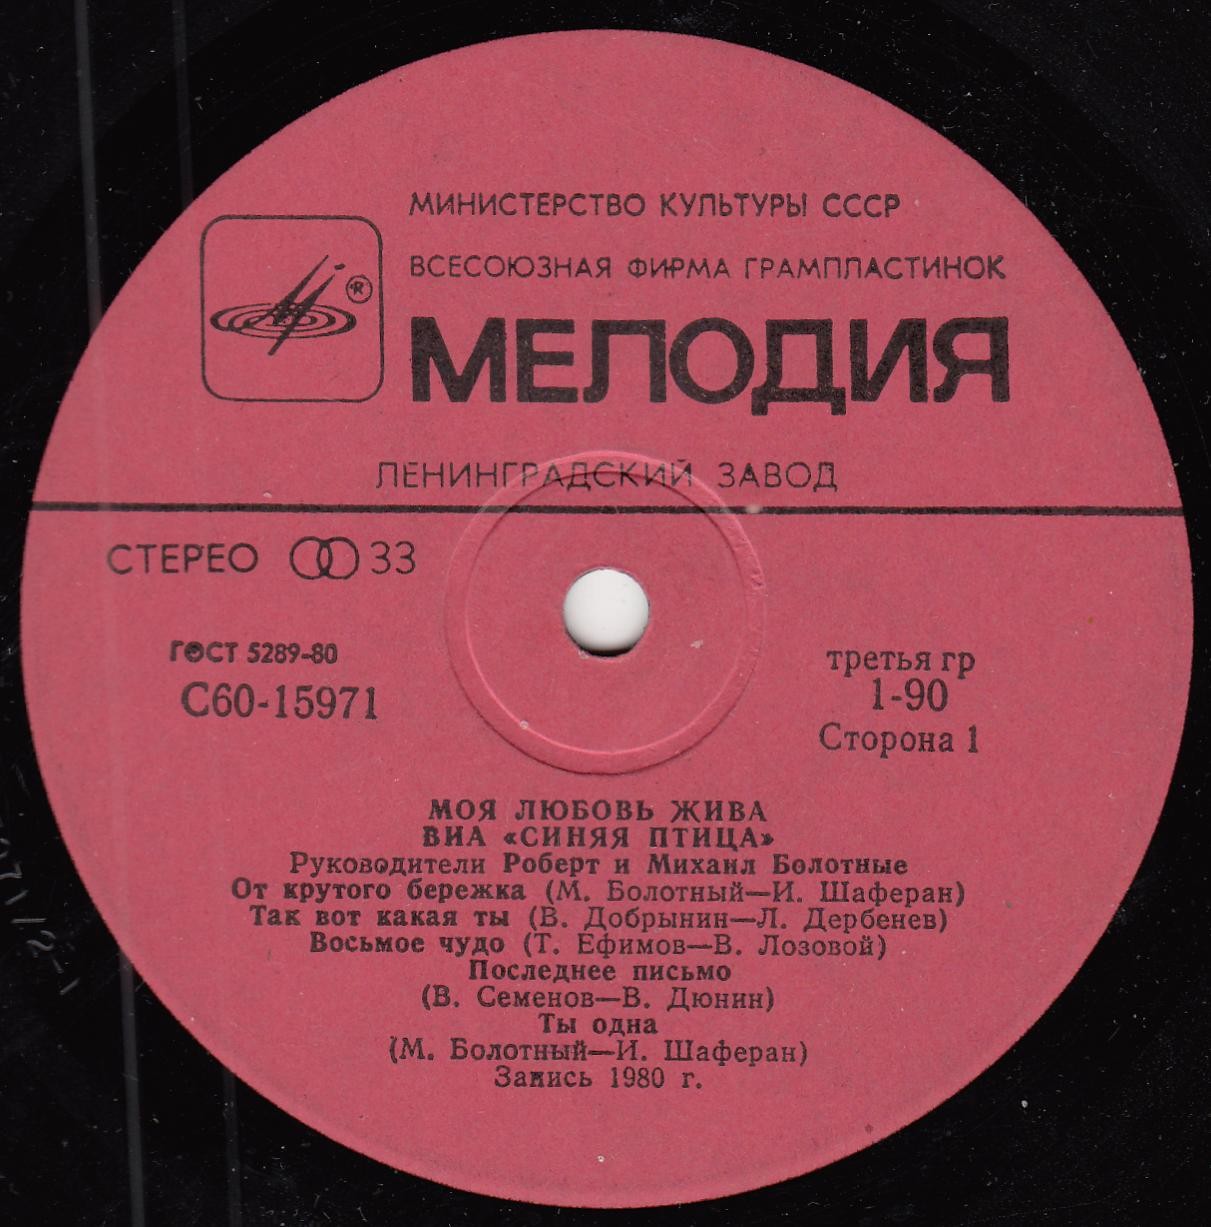 МИНИСТЕРСТВО КУЛЬТУРЫ СССР
ВСЕСОЮЗНАЯ ФИРМА ГРАМПЛАСТИНОК
®
МЕЛОДИЯ
ЛЕНИНГРАДСКИЙ ЗАВОД
СТЕРЕО 33
ГОСТ 5289-80
С60-15971
третья гр
1-90
Сторона 1
МОЯ ЛЮБОВЬ ЖИВА
ВИА «СИНЯЯ ПТИЦА»
Руководители Роберт и Михаил Болотные
От крутого бережка (М. Болотный—И. Шаферан)
Так вот какая ты (В. Добрынин—Л. Дербенев)
Восьмое чудо (Т. Ефимов—В. Лозовой)
Последнее письмо
(В. Семенов—В. Дюнин)
Ты одна
(М. Болотный—И. Шаферан)
Запись 1980 г.